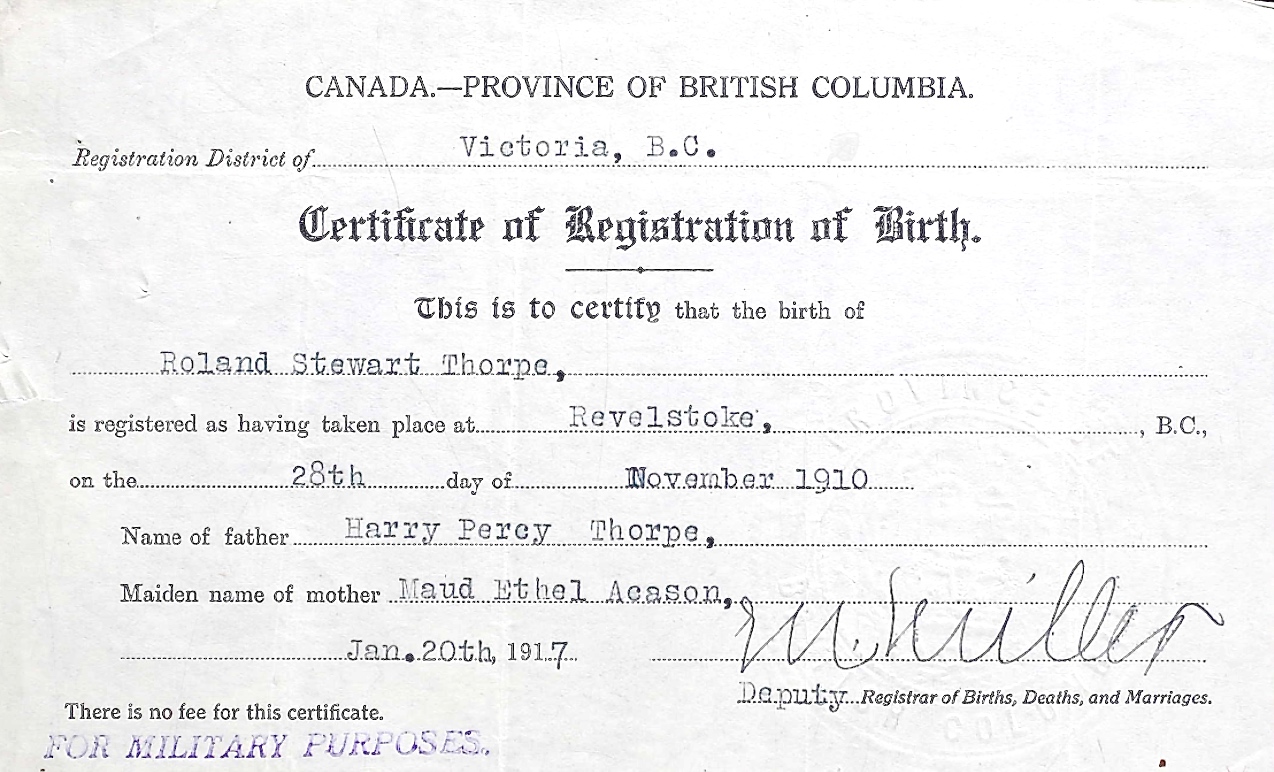 CANADA.—PROVINCE OF BRITISH COLUMBIA.
Registration District of Victoria, B.C.
Certificate of Registration of Birth.
This is to certify that the birth of
Roland Stewart Thorpe,
is registered as having taken place at Revelstoke, , B.C.,
on the 28th day of November 1910
Name of father Harry Percy Thorpe,
Maiden name of mother Maud Ethel Acason,
Jan. 20th, 1917
Deputy Registrar of Births, Deaths, and Marriages.
There is no fee for this certificate.
FOR MILITARY PURPOSES.